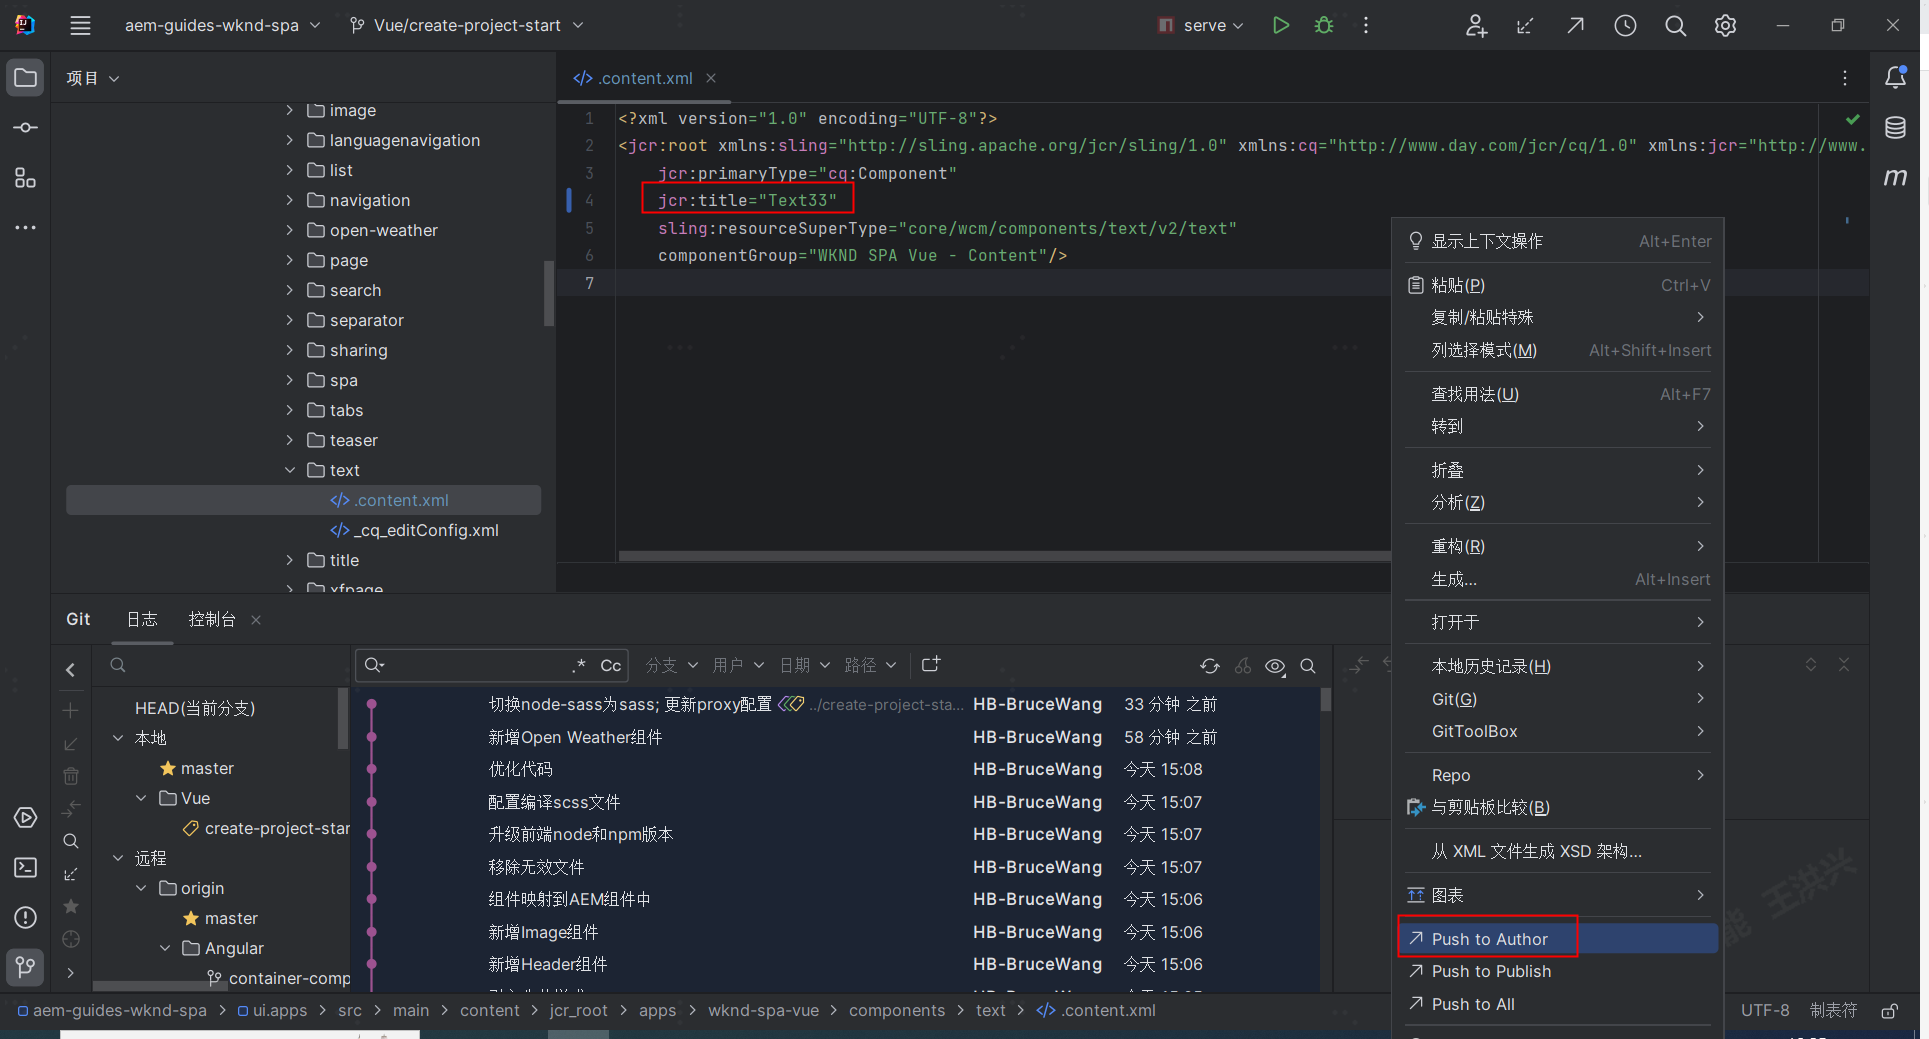 aem-guides-wknd-spa
Vue/create-project-start
serve
项目
image
languagenavigation
list
navigation
open-weather
page
search
separator
sharing
spa
tabs
teaser
text
.content.xml
_cq_editConfig.xml
title
xfpage
.content.xml
1 <?xml version="1.0" encoding="UTF-8"?>
2 <jcr:root xmlns:sling="http://sling.apache.org/jcr/sling/1.0" xmlns:cq="http://www.day.com/jcr/cq/1.0" xmlns:jcr="http://www.
3 jcr:primaryType="cq:Component"
4 jcr:title="Text33"
5 sling:resourceSuperType="core/wcm/components/text/v2/text"
6 componentGroup="WKND SPA Vue - Content"/>
7
m
显示上下文操作 Alt+Enter
粘贴(P) Ctrl+V
复制/粘贴特殊
列选择模式(M) Alt+Shift+Insert
查找用法(U) Alt+F7
转到
折叠
分析(Z)
重构(R)
生成... Alt+Insert
打开于
本地历史记录(H)
Git(G)
GitToolBox
Repo
与剪贴板比较(B)
从 XML 文件生成 XSD 架构...
图表
Push to Author
Push to Publish
Push to All
Git 日志 控制台
.* Cc 分支 用户 日期 路径
HEAD(当前分支)
本地
master
Vue
create-project-star
远程
origin
master
Angular
container-comp
切换node-sass为sass; 更新proxy配置 ../create-project-sta... HB-BruceWang 33 分钟 之前
新增Open Weather组件 HB-BruceWang 58 分钟 之前
优化代码 HB-BruceWang 今天 15:08
配置编译scss文件 HB-BruceWang 今天 15:07
升级前端node和npm版本 HB-BruceWang 今天 15:07
移除无效文件 HB-BruceWang 今天 15:07
组件映射到AEM组件中 HB-BruceWang 今天 15:06
新增Image组件 HB-BruceWang 今天 15:06
新增Header组件 HB-BruceWang 今天 15:06
能 王洪兴
aem-guides-wknd-spa > ui.apps > src > main > content > jcr_root > apps > wknd-spa-vue > components > text > .content.xml
UTF-8 制表符